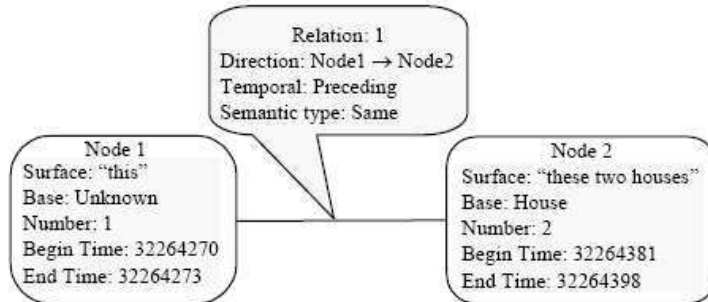 Relation: 1
Direction: Node1 → Node2
Temporal: Preceding
Semantic type: Same
Node 1
Surface: “this”
Base: Unknown
Number: 1
Begin Time: 32264270
End Time: 32264273
Node 2
Surface: “these two houses”
Base: House
Number: 2
Begin Time: 32264381
End Time: 32264398